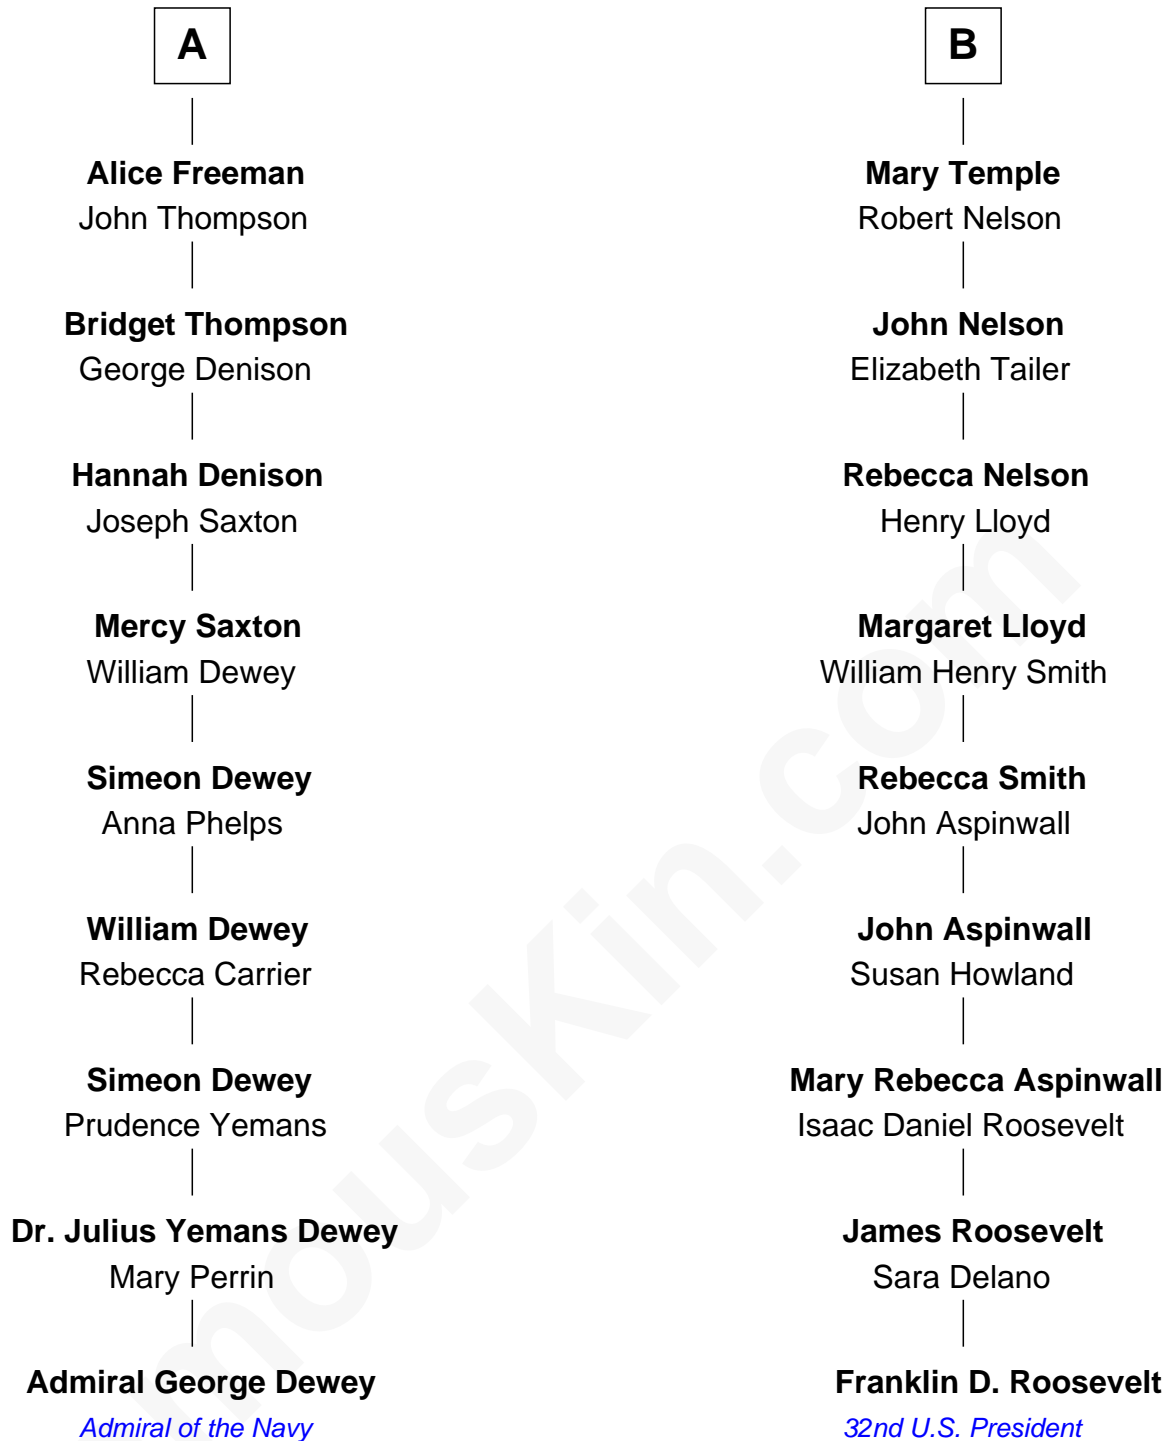 A
Alice Freeman
John Thompson
Bridget Thompson
George Denison
Hannah Denison
Joseph Saxton
Mercy Saxton
William Dewey
Simeon Dewey
Anna Phelps
William Dewey
Rebecca Carrier
Simeon Dewey
Prudence Yemans
Dr. Julius Yemans Dewey
Mary Perrin
Admiral George Dewey
Admiral of the Navy
B
Mary Temple
Robert Nelson
John Nelson
Elizabeth Tailer
Rebecca Nelson
Henry Lloyd
Margaret Lloyd
William Henry Smith
Rebecca Smith
John Aspinwall
John Aspinwall
Susan Howland
Mary Rebecca Aspinwall
Isaac Daniel Roosevelt
James Roosevelt
Sara Delano
Franklin D. Roosevelt
32nd U.S. President
mousKin.com